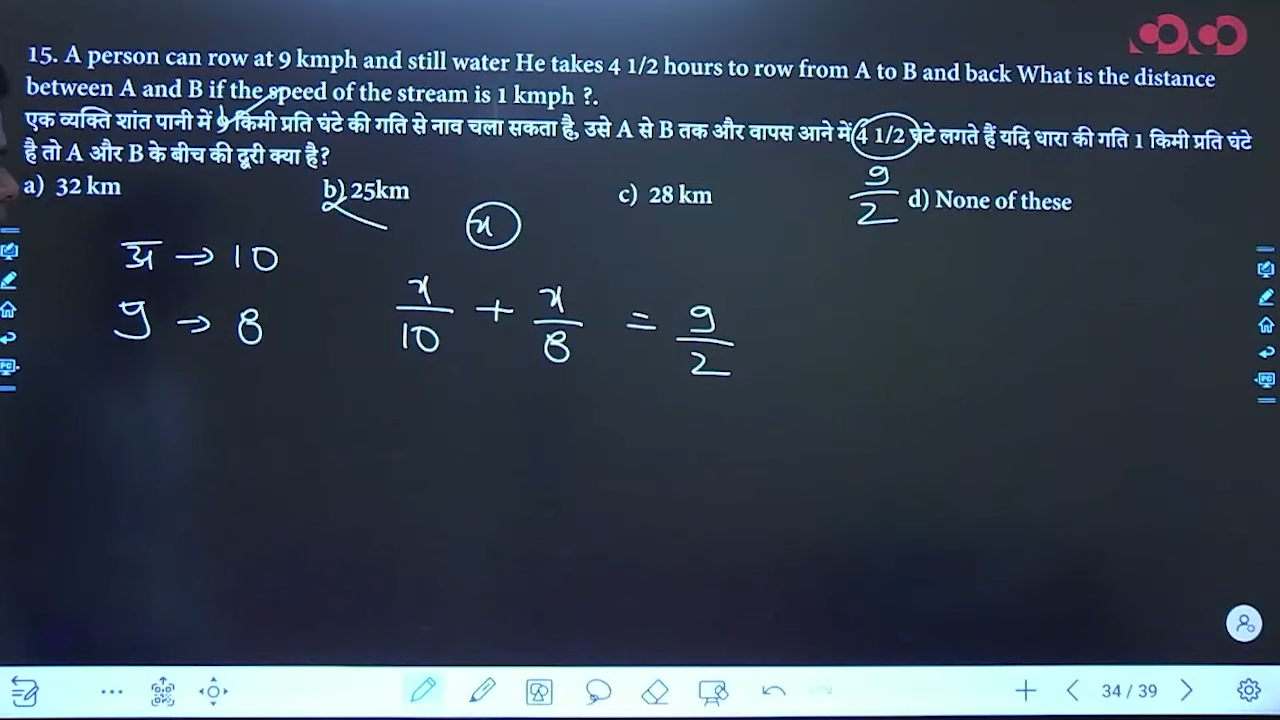 15. A person can row at 9 kmph and still water He takes 4 1/2 hours to row from A to B and back What is the distance
between A and B if the speed of the stream is 1 kmph ?.
एक व्यक्ति शांत पानी में 9 किमी प्रति घंटे की गति से नाव चला सकता है, उसे A से B तक और वापस आने में 4 1/2 घंटे लगते हैं यदि धारा की गति 1 किमी प्रति घंटे
है तो A और B के बीच की दूरी क्या है?
a) 32 km b) 25km c) 28 km d) None of these
9/2
x
अ → 10
उ → 8
x/10 + x/8 = 9/2
34 / 39